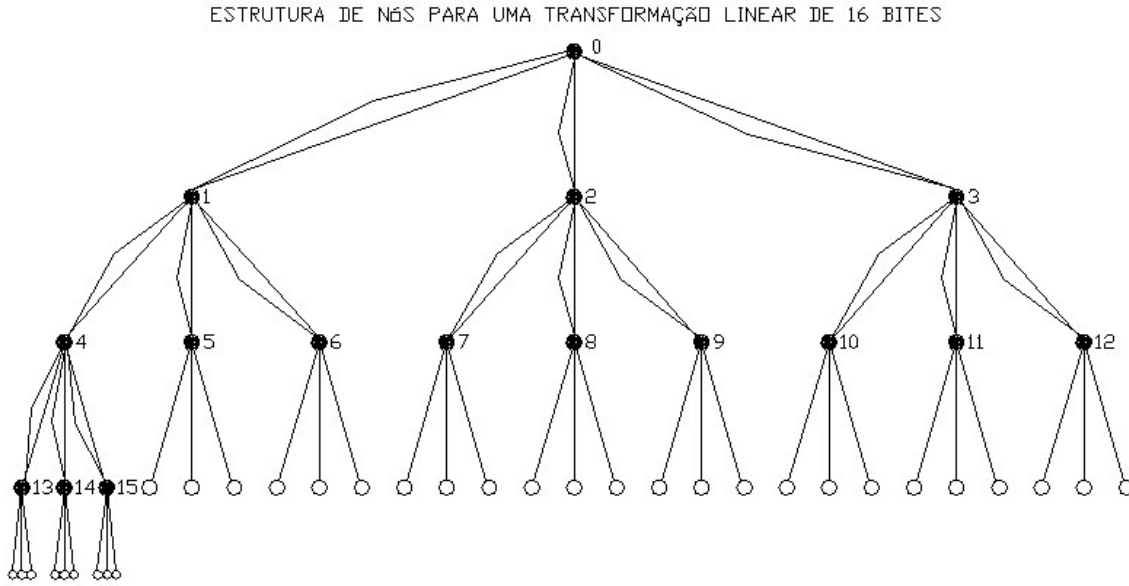 ESTRUTURA DE NóS PARA UMA TRANSFORMAÇÃO LINEAR DE 16 BITES
0
1 2 3
4 5 6 7 8 9 10 11 12
13 14 15